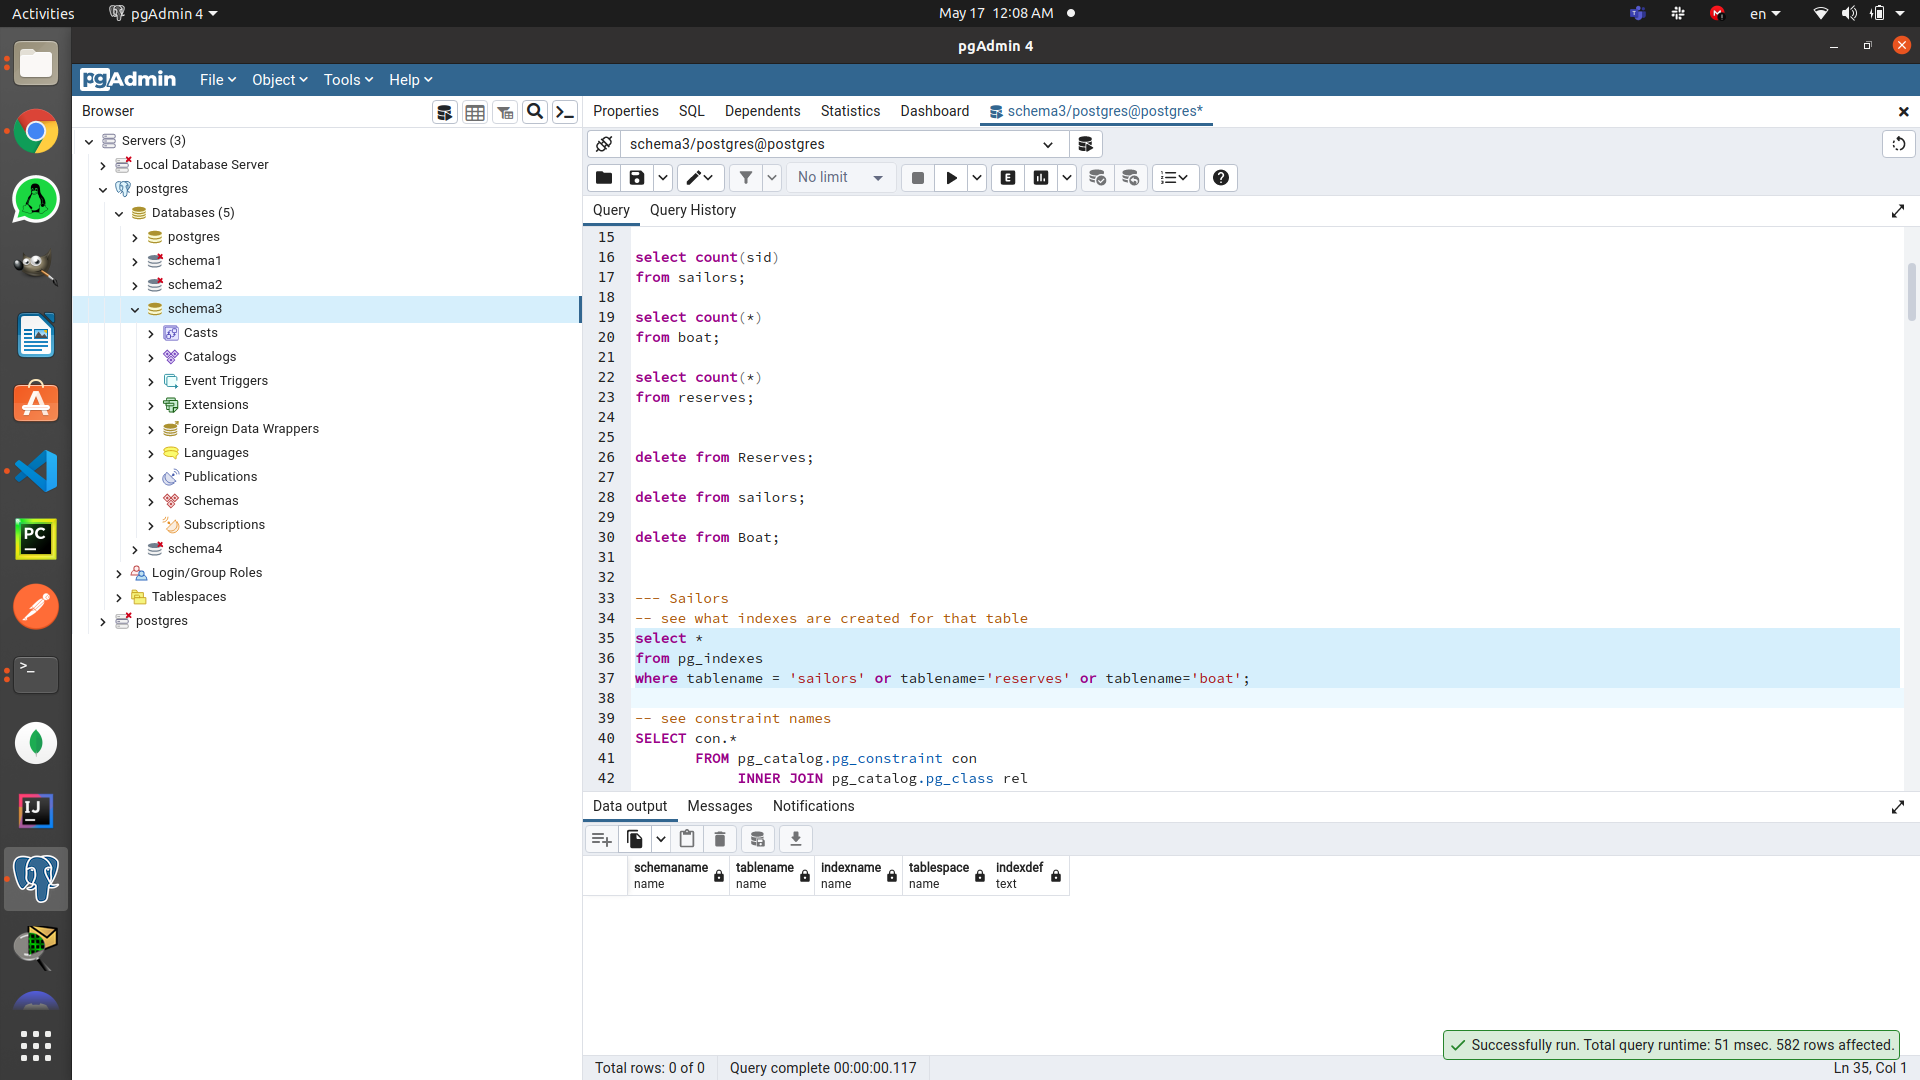 Activities
pgAdmin 4
May 17 12:08 AM
en
pgAdmin 4
pgAdmin
File
Object
Tools
Help
Browser
Servers (3)
Local Database Server
postgres
Databases (5)
postgres
schema1
schema2
schema3
Casts
Catalogs
Event Triggers
Extensions
Foreign Data Wrappers
Languages
Publications
Schemas
Subscriptions
schema4
Login/Group Roles
Tablespaces
postgres
Properties
SQL
Dependents
Statistics
Dashboard
schema3/postgres@postgres*
schema3/postgres@postgres
No limit
E
Query
Query History
15
16 select count(sid)
17 from sailors;
18
19 select count(*)
20 from boat;
21
22 select count(*)
23 from reserves;
24
25
26 delete from Reserves;
27
28 delete from sailors;
29
30 delete from Boat;
31
32
33 --- Sailors
34 -- see what indexes are created for that table
35 select *
36 from pg_indexes
37 where tablename = 'sailors' or tablename='reserves' or tablename='boat';
38
39 -- see constraint names
40 SELECT con.*
41 FROM pg_catalog.pg_constraint con
42 INNER JOIN pg_catalog.pg_class rel
Data output
Messages
Notifications
schemaname
name
tablename
name
indexname
name
tablespace
name
indexdef
text
Successfully run. Total query runtime: 51 msec. 582 rows affected.
Total rows: 0 of 0
Query complete 00:00:00.117
Ln 35, Col 1
PC
IJ
>_